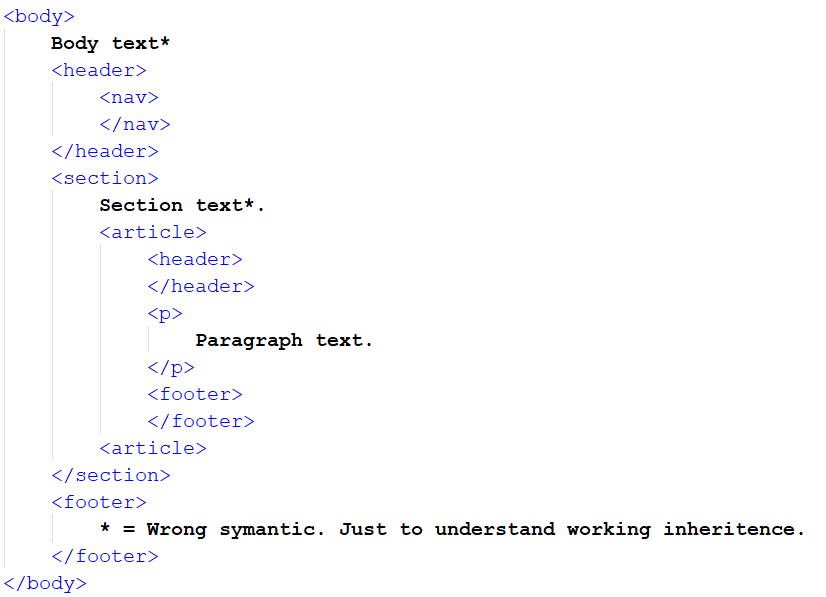 <body>
Body text*
<header>
<nav>
</nav>
</header>
<section>
Section text*.
<article>
<header>
</header>
<p>
Paragraph text.
</p>
<footer>
</footer>
<article>
</section>
<footer>
* = Wrong symantic. Just to understand working inheritence.
</footer>
</body>